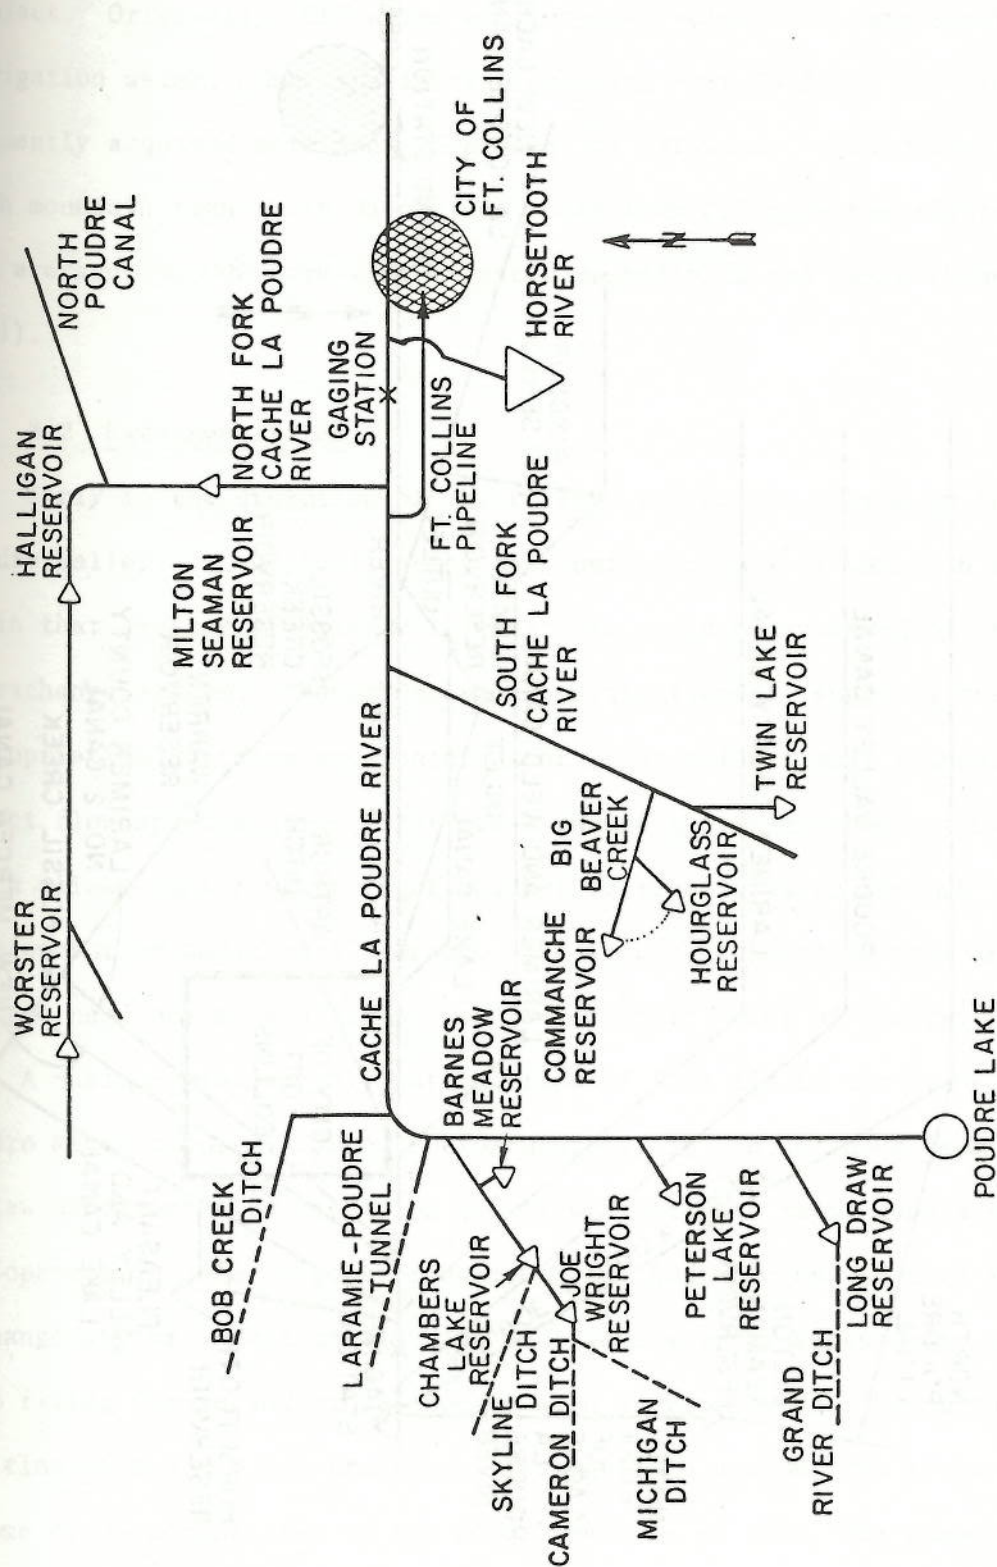 WORSTER
RESERVOIR
HALLIGAN
RESERVOIR
NORTH
POUDRE
CANAL
MILTON
SEAMAN
RESERVOIR
NORTH FORK
CACHE LA POUDRE
RIVER
GAGING
STATION
BOB CREEK
DITCH
LARAMIE-POUDRE
TUNNEL
CACHE LA POUDRE RIVER
CITY OF
FT. COLLINS
FT. COLLINS
PIPELINE
HORSETOOTH
RIVER
N
CHAMBERS
LAKE
RESERVOIR
BARNES
MEADOW
RESERVOIR
SOUTH FORK
CACHE LA POUDRE
RIVER
SKYLINE
DITCH
CAMERON DITCH
JOE
WRIGHT
RESERVOIR
COMMANCHE
RESERVOIR
BIG
BEAVER
CREEK
MICHIGAN
DITCH
PETERSON
LAKE
RESERVOIR
HOURGLASS
RESERVOIR
TWIN LAKE
RESERVOIR
GRAND
RIVER DITCH
LONG DRAW
RESERVOIR
POUDRE LAKE